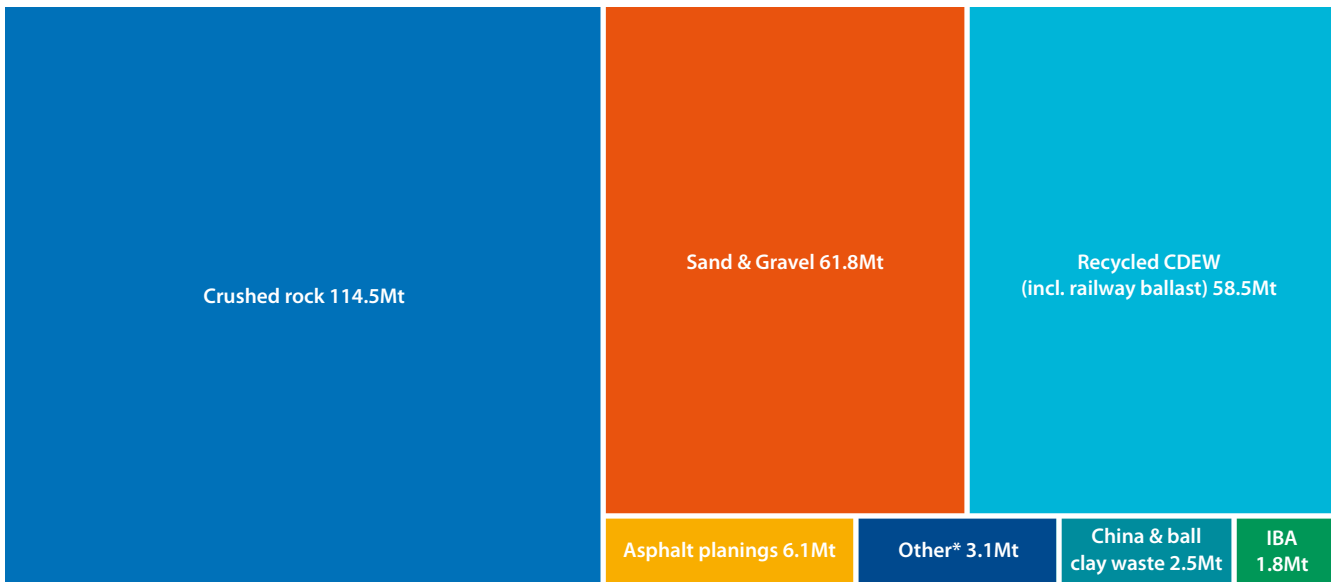 Crushed rock 114.5Mt
Sand & Gravel 61.8Mt
Recycled CDEW
(incl. railway ballast) 58.5Mt
Asphalt planings 6.1Mt
Other* 3.1Mt
China & ball
clay waste 2.5Mt
IBA
1.8Mt